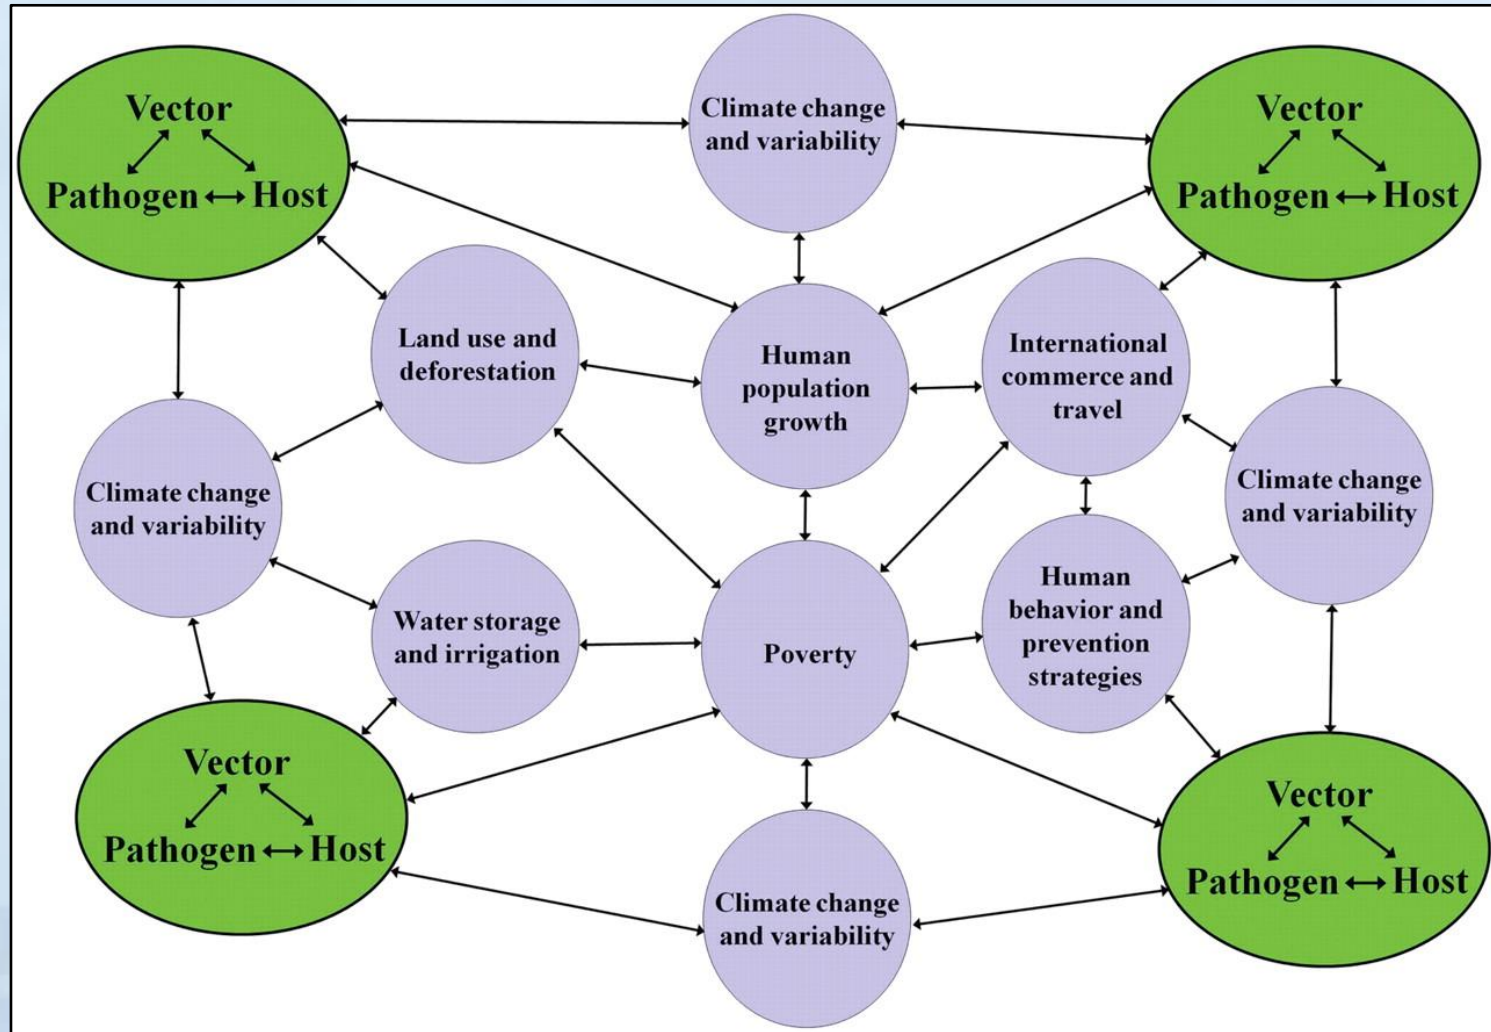 Climate change
and variability
Vector
Pathogen Host
Vector
Pathogen Host
Land use and
deforestation
Human
population
growth
International
commerce and
travel
Climate change
and variability
Climate change
and variability
Water storage
and irrigation
Poverty
Human
behavior and
prevention
strategies
Vector
Pathogen Host
Vector
Pathogen Host
Climate change
and variability